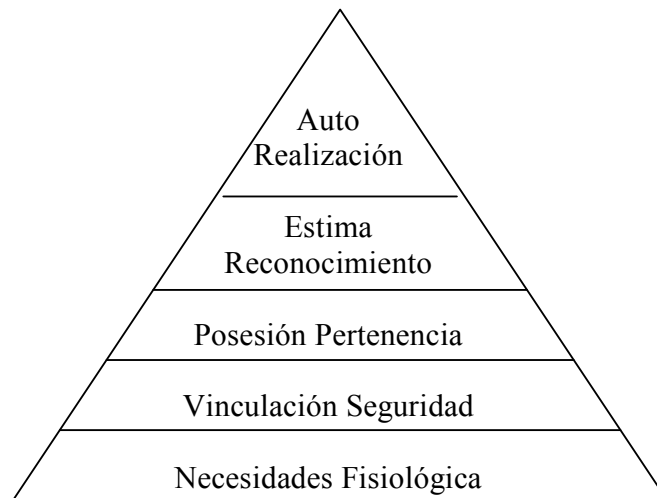 Auto
Realización
Estima
Reconocimiento
Posesión Pertenencia
Vinculación Seguridad
Necesidades Fisiológica